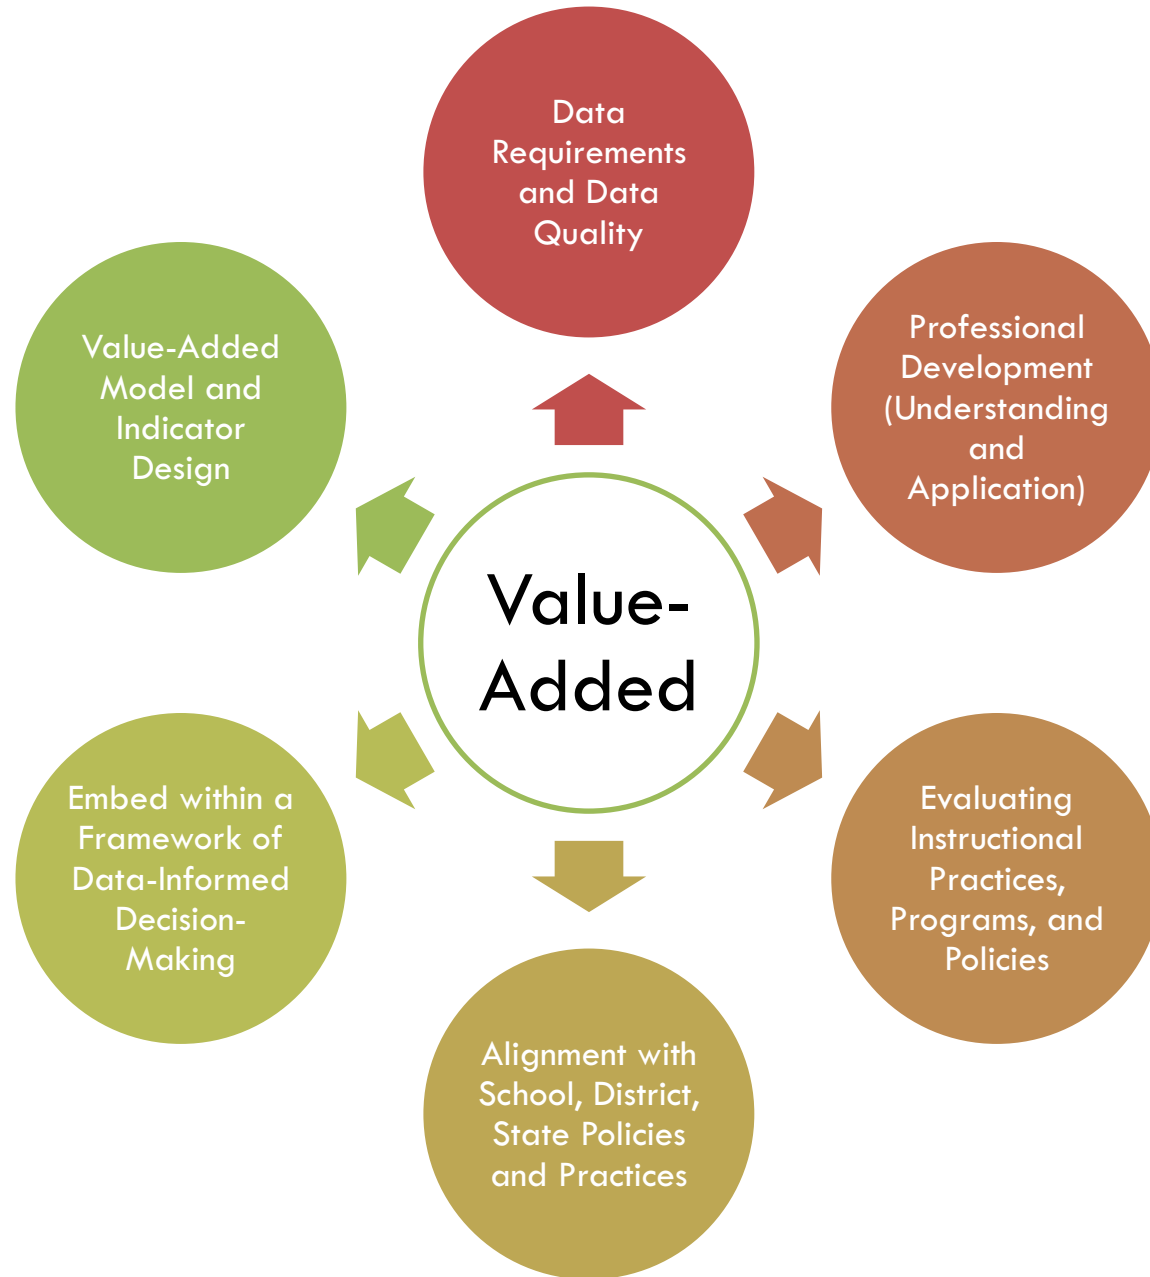 Data
Requirements
and Data
Quality
Professional
Development
(Understanding
and
Application)
Evaluating
Instructional
Practices,
Programs, and
Policies
Alignment with
School, District,
State Policies
and Practices
Embed within a
Framework of
Data-Informed
Decision-
Making
Value-Added
Model and
Indicator
Design
Value-
Added